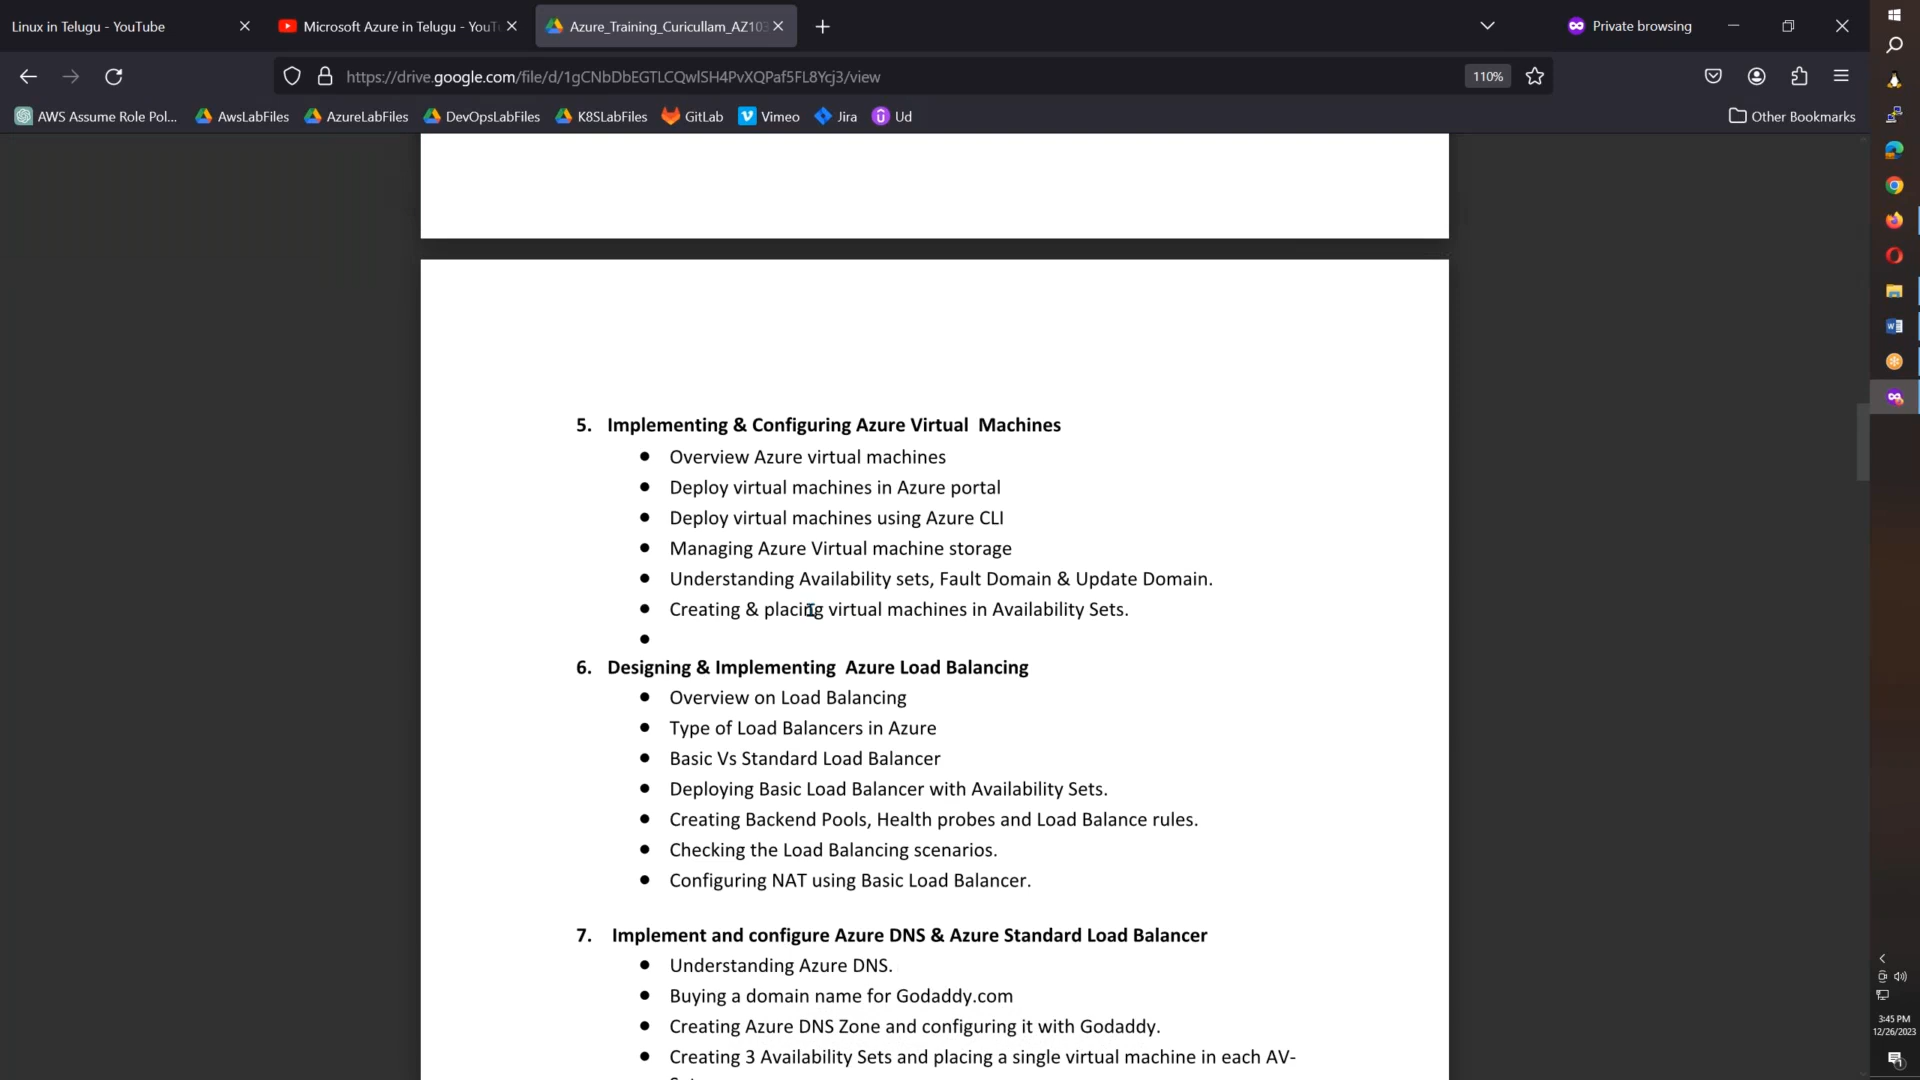 Linux in Telugu - YouTube
Microsoft Azure in Telugu - YouT
Azure_Training_Curicullam_AZ103
Private browsing
https://drive.google.com/file/d/1gCNbDbEGTLCQwlSH4PvXQPaf5FL8Ycj3/view
110%
AWS Assume Role Pol...
AwsLabFiles
AzureLabFiles
DevOpsLabFiles
K8SLabFiles
GitLab
Vimeo
Jira
Ud
Other Bookmarks
5. Implementing & Configuring Azure Virtual Machines
● Overview Azure virtual machines
● Deploy virtual machines in Azure portal
● Deploy virtual machines using Azure CLI
● Managing Azure Virtual machine storage
● Understanding Availability sets, Fault Domain & Update Domain.
● Creating & placing virtual machines in Availability Sets.
●
6. Designing & Implementing Azure Load Balancing
● Overview on Load Balancing
● Type of Load Balancers in Azure
● Basic Vs Standard Load Balancer
● Deploying Basic Load Balancer with Availability Sets.
● Creating Backend Pools, Health probes and Load Balance rules.
● Checking the Load Balancing scenarios.
● Configuring NAT using Basic Load Balancer.
7. Implement and configure Azure DNS & Azure Standard Load Balancer
● Understanding Azure DNS.
● Buying a domain name for Godaddy.com
● Creating Azure DNS Zone and configuring it with Godaddy.
● Creating 3 Availability Sets and placing a single virtual machine in each AV-
3:45 PM
12/26/2023